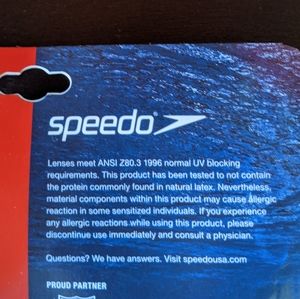 speedo
Lenses meet ANSI Z80.3 1996 normal UV blocking
requirements. This product has been tested to not contain
the protein commonly found in natural latex. Nevertheless,
material components within this product may cause allergic
reaction in some sensitized individuals. If you experience
any allergic reactions while using this product, please
discontinue use immediately and consult a physician.
Questions? We have answers. Visit speedousa.com
PROUD PARTNER